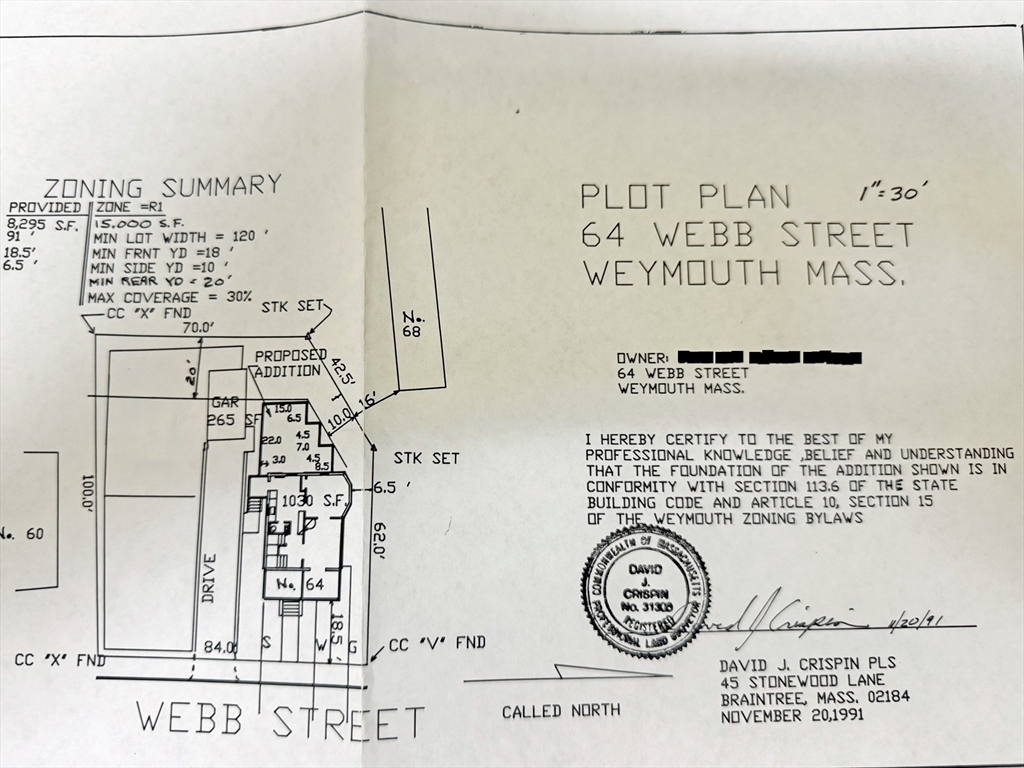 ZONING SUMMARY
PROVIDED ZONE =R1
8,295 S.F. 15,000 S.F.
91 ' MIN LOT WIDTH = 120 '
18.5' MIN FRNT YD =18 '
6.5 ' MIN SIDE YD =10 '
MIN REAR YD = 20'
MAX COVERAGE = 30%
CC "X" FND
STK SET
70.0'
PROPOSED
ADDITION
20'
42.5'
GAR
265 SF
15.0
6.5
10.0
16'
4.5
7.0
22.0
3.0
4.5
8.5
No.
68
STK SET
6.5 '
100.0'
1030 S.F.
62.0'
No. 60
DRIVE
No. 64
18.5'
84.0
S W G
CC "X" FND
CC "V" FND
WEBB STREET
PLOT PLAN 1"=30'
64 WEBB STREET
WEYMOUTH MASS.
OWNER:
64 WEBB STREET
WEYMOUTH MASS.
I HEREBY CERTIFY TO THE BEST OF MY
PROFESSIONAL KNOWLEDGE ,BELIEF AND UNDERSTANDING
THAT THE FOUNDATION OF THE ADDITION SHOWN IS IN
CONFORMITY WITH SECTION 113.6 OF THE STATE
BUILDING CODE AND ARTICLE 10, SECTION 15
OF THE WEYMOUTH ZONING BYLAWS
COMMONWEALTH OF MASSACHUSETTS
DAVID
J.
CRISPIN
No. 31308
REGISTERED
PROFESSIONAL LAND SURVEYOR
David J Crispin 11/20/91
DAVID J. CRISPIN PLS
45 STONEWOOD LANE
BRAINTREE, MASS. 02184
NOVEMBER 20,1991
CALLED NORTH